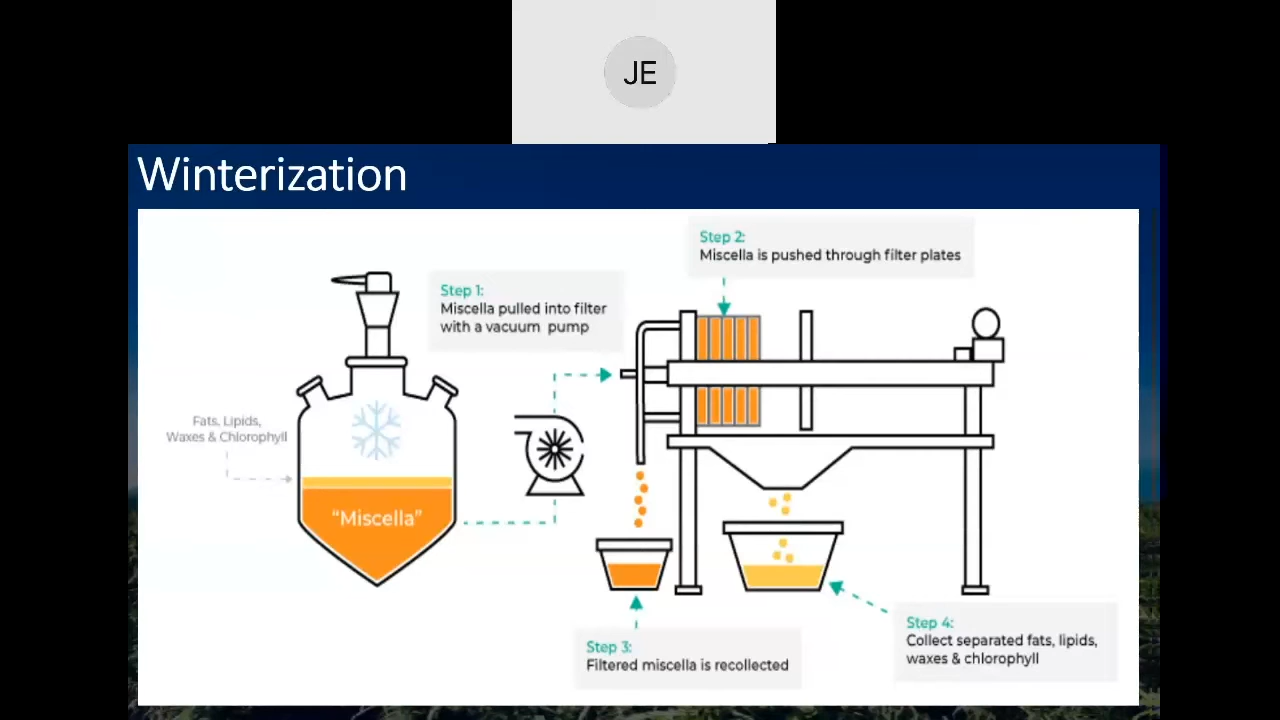 JE
Winterization
Step 2:
Miscella is pushed through filter plates
Step 1:
Miscella pulled into filter
with a vacuum pump
Fats, Lipids,
Waxes & Chlorophyll
"Miscella"
Step 3:
Filtered miscella is recollected
Step 4:
Collect separated fats, lipids,
waxes & chlorophyll